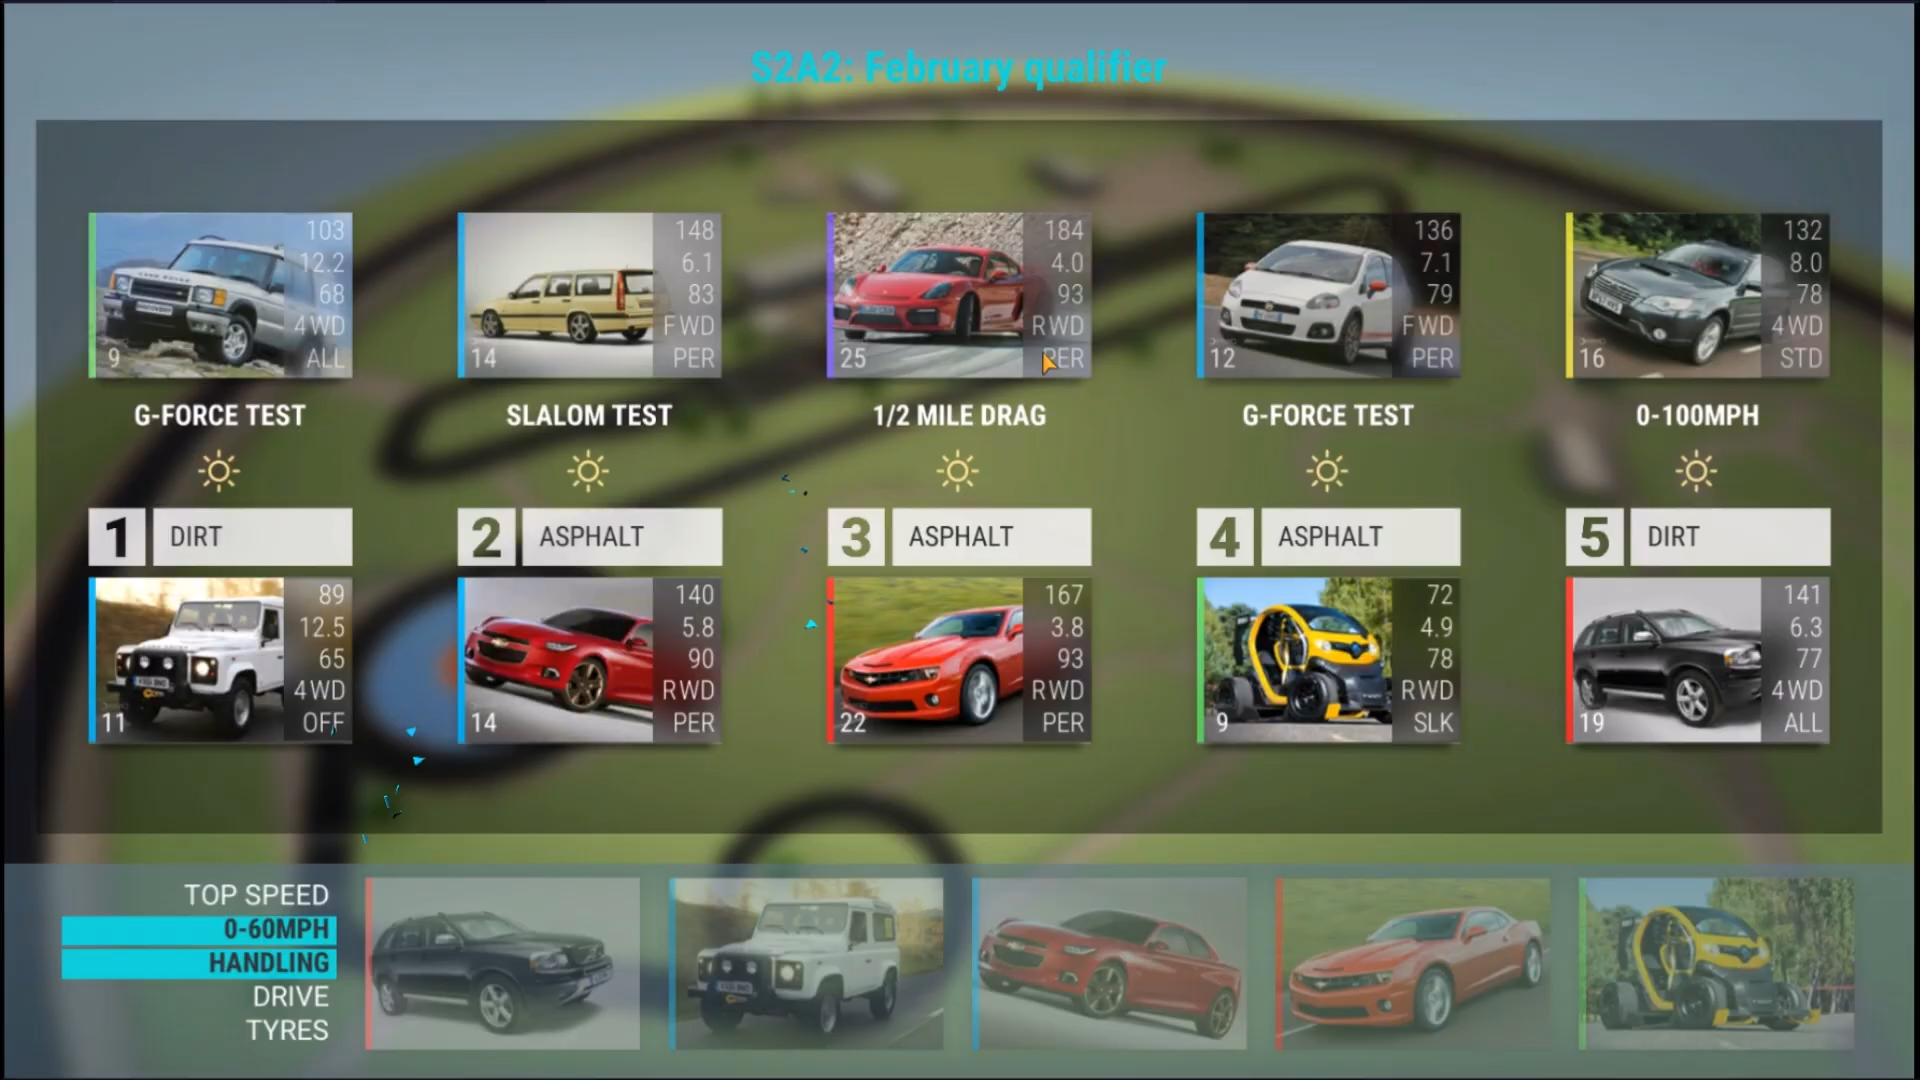 S2A2: February qualifier
103
12.2
68
4WD
ALL
9
148
6.1
83
FWD
PER
14
184
4.0
93
RWD
PER
25
136
7.1
79
FWD
PER
12
132
8.0
78
4WD
STD
16
G-FORCE TEST
SLALOM TEST
1/2 MILE DRAG
G-FORCE TEST
0-100MPH
1 DIRT
2 ASPHALT
3 ASPHALT
4 ASPHALT
5 DIRT
89
12.5
65
4WD
OFF
11
140
5.8
90
RWD
PER
14
167
3.8
93
RWD
PER
22
72
4.9
78
RWD
SLK
9
141
6.3
77
4WD
ALL
19
TOP SPEED
0-60MPH
HANDLING
DRIVE
TYRES